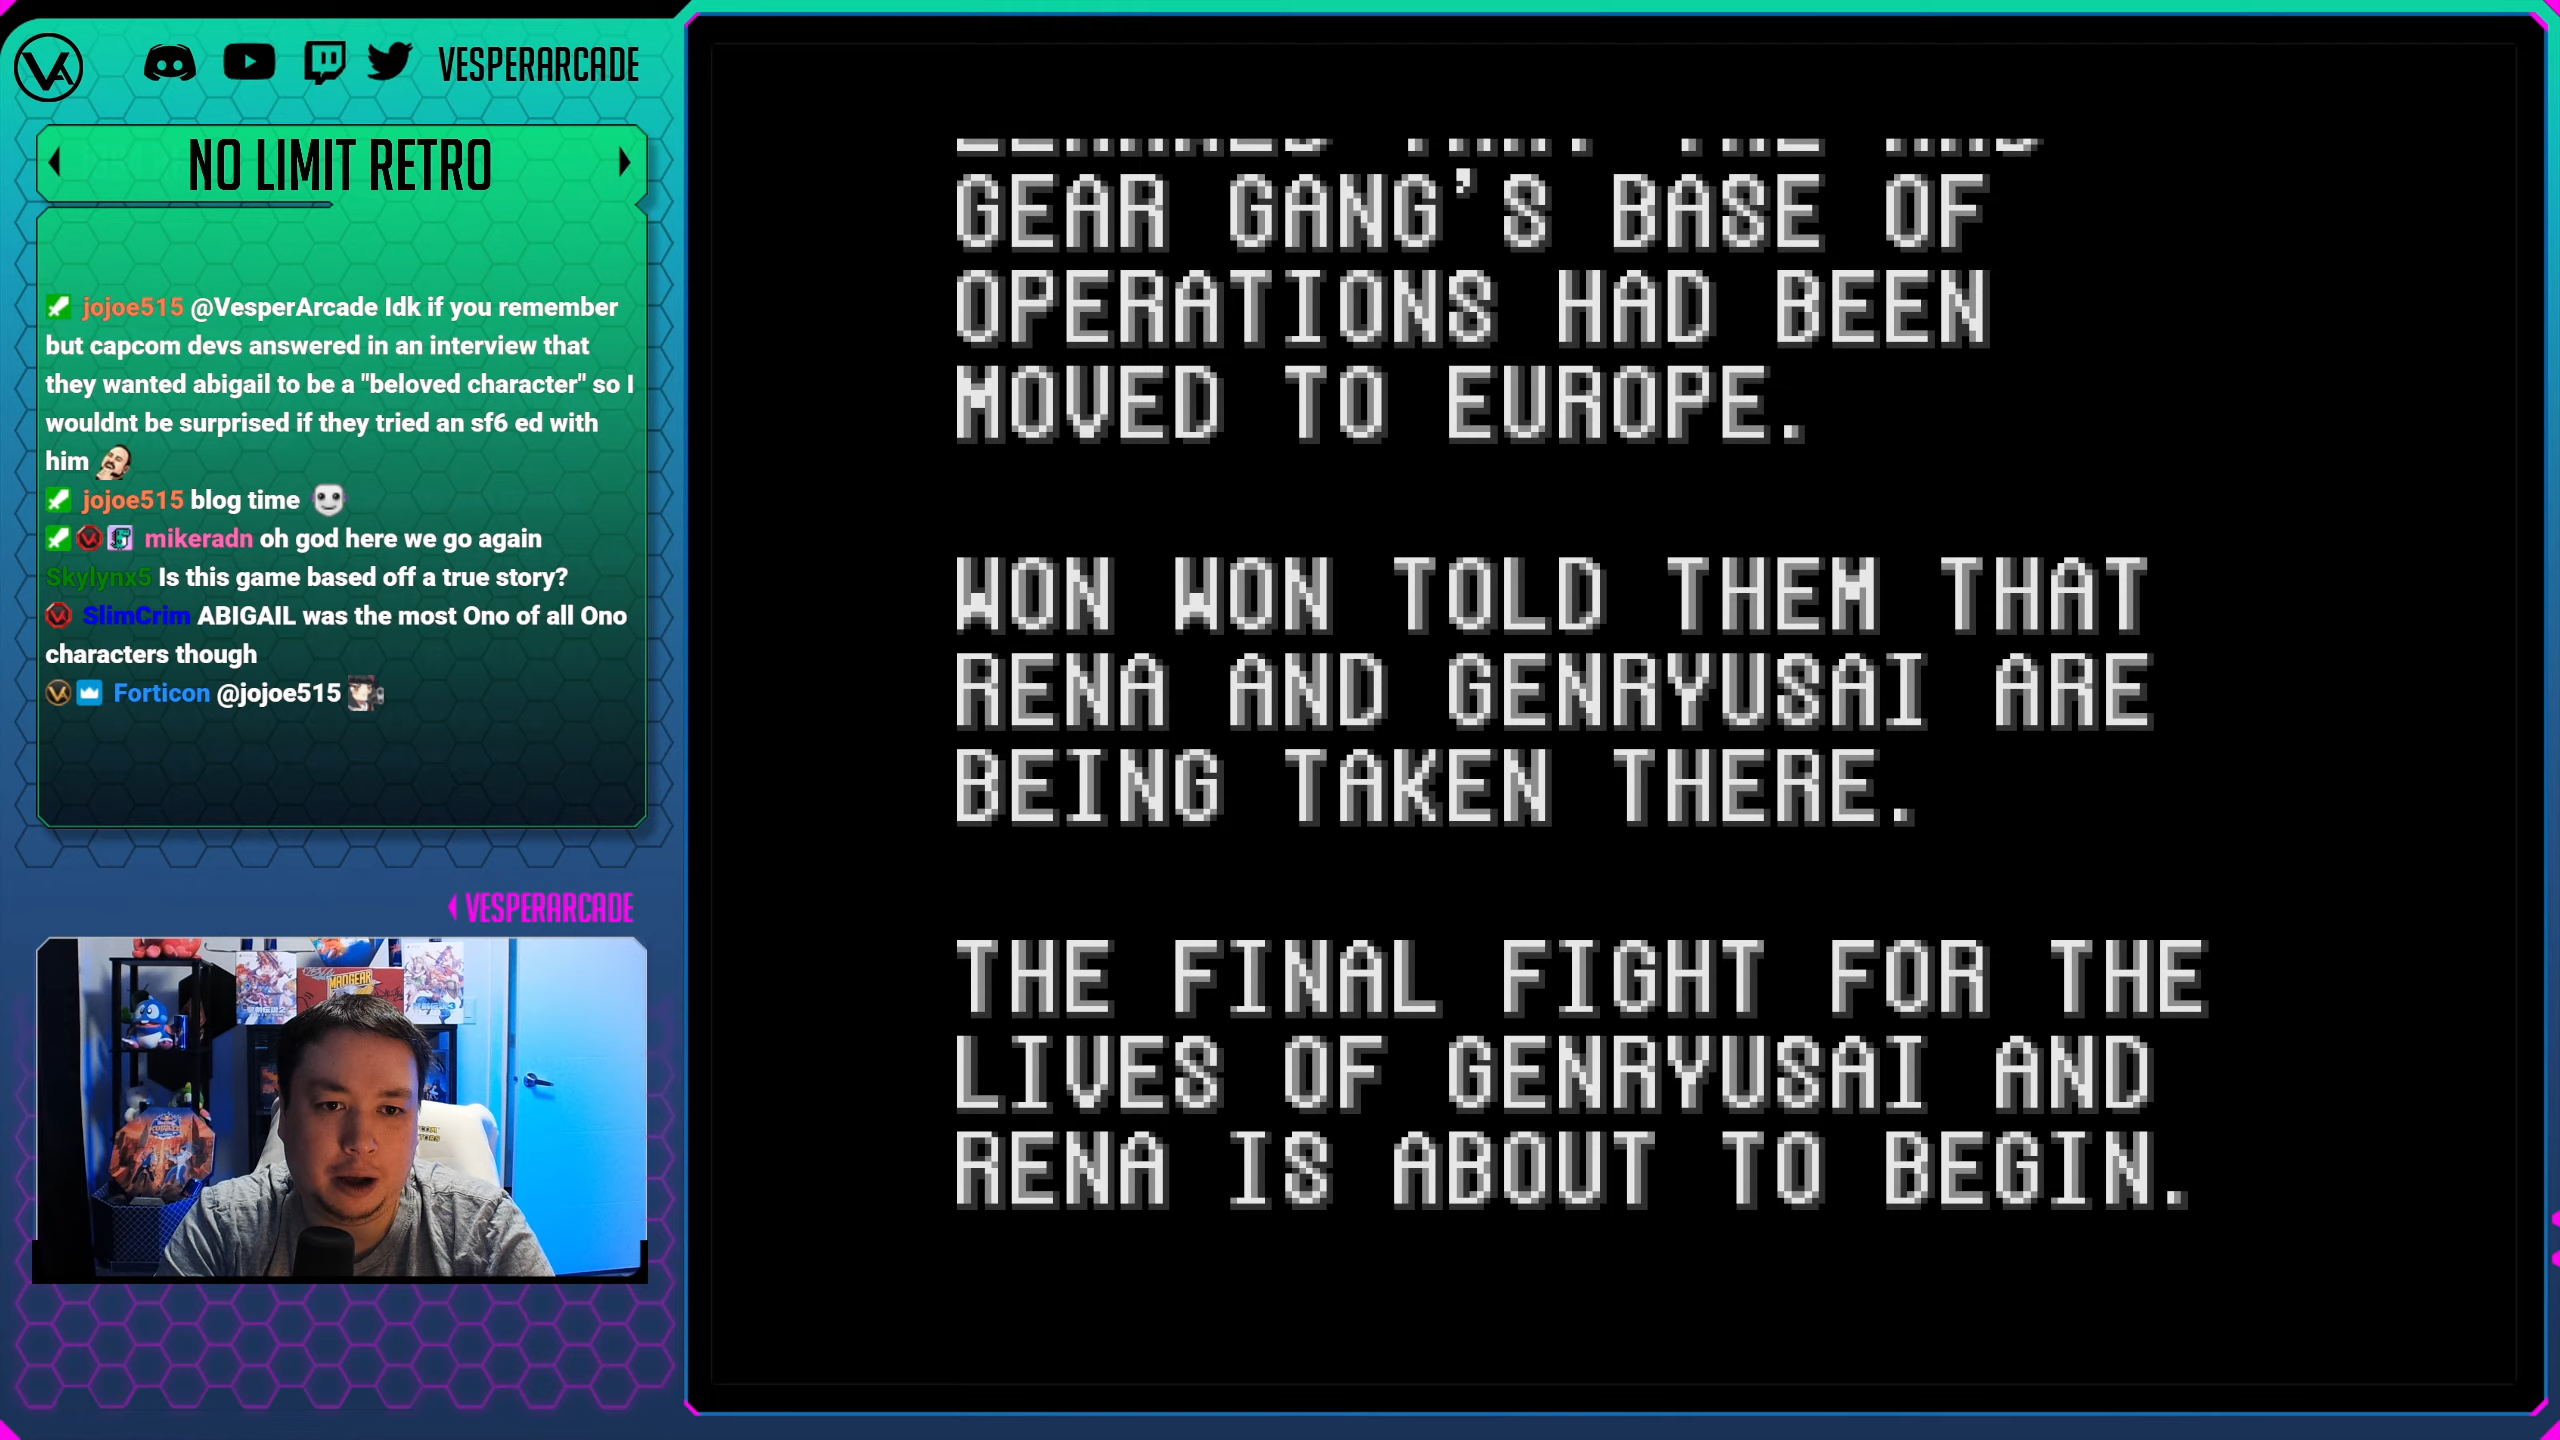 VESPERARCADE
NO LIMIT RETRO
jojoe515 @VesperArcade Idk if you remember
but capcom devs answered in an interview that
they wanted abigail to be a "beloved character" so I
wouldnt be surprised if they tried an sf6 ed with
him
jojoe515 blog time
mikeradn oh god here we go again
Skylynx5 Is this game based off a true story?
SlimCrim ABIGAIL was the most Ono of all Ono
characters though
Forticon @jojoe515
VESPERARCADE
MADGEAR
GEAR GANG'S BASE OF
OPERATIONS HAD BEEN
MOVED TO EUROPE.
WON WON TOLD THEM THAT
RENA AND GENRYUSAI ARE
BEING TAKEN THERE.
THE FINAL FIGHT FOR THE
LIVES OF GENRYUSAI AND
RENA IS ABOUT TO BEGIN.